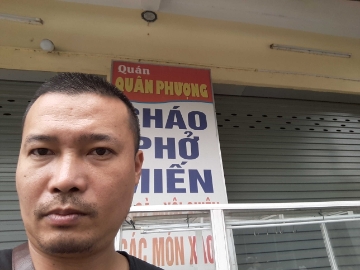 Quán
QUÂN PHƯỢNG
CHÁO
PHỞ
MIẾN
CÁC MÓN X